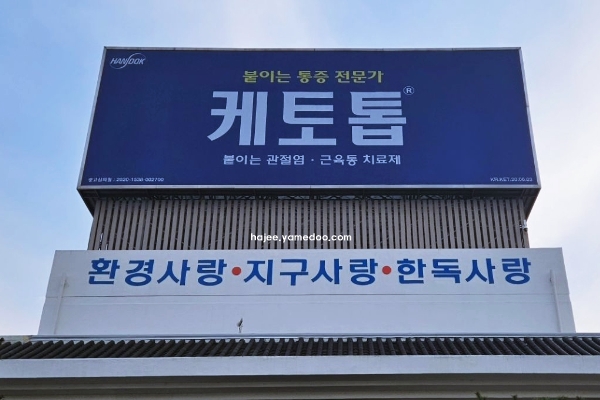 HANDOK
붙이는 통증 전문가
케토톱®
붙이는 관절염 · 근육통 치료제
hajee.yamedoo.com
환경사랑•지구사랑•한독사랑